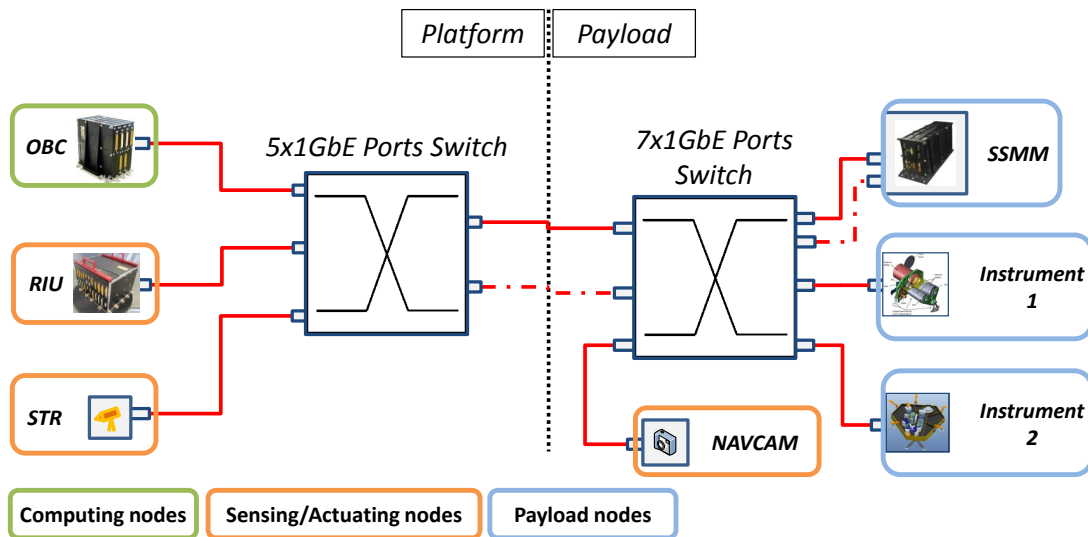 Platform
Payload
OBC
5x1GbE Ports Switch
7x1GbE Ports
Switch
SSMM
RIU
Instrument
1
STR
NAVCAM
Instrument
2
Computing nodes
Sensing/Actuating nodes
Payload nodes